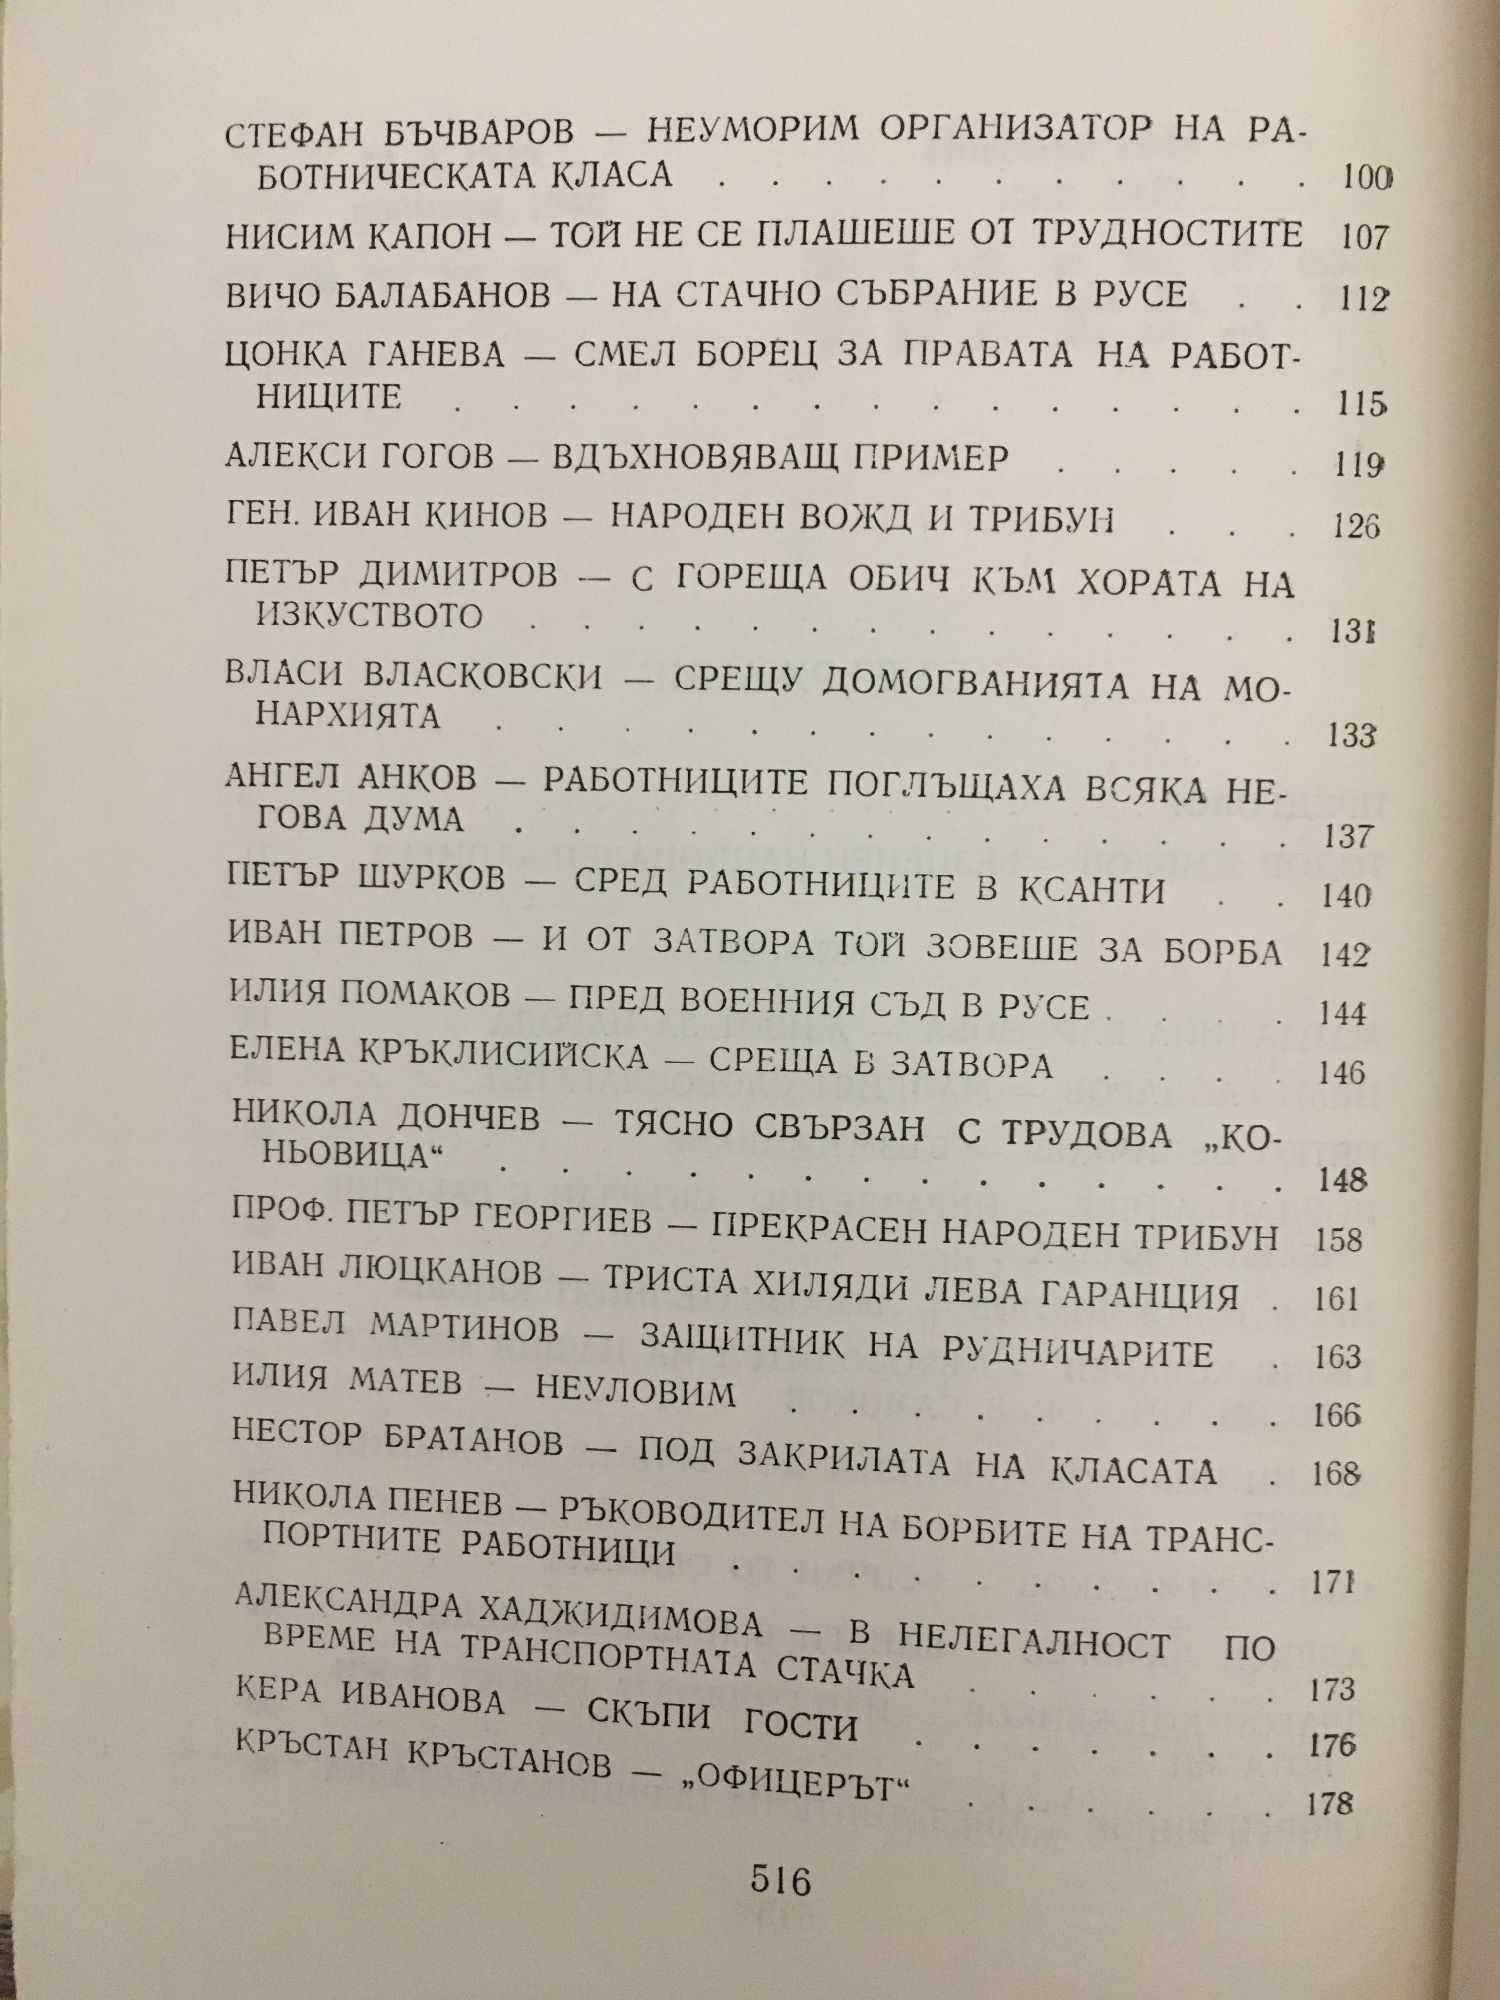 СТЕФАН БЪЧВАРОВ — НЕУМОРИМ ОРГАНИЗАТОР НА РА-
БОТНИЧЕСКАТА КЛАСА . . . . . . . . . . . 100
НИСИМ КАПОН — ТОЙ НЕ СЕ ПЛАШЕШЕ ОТ ТРУДНОСТИТЕ 107
ВИЧО БАЛАБАНОВ — НА СТАЧНО СЪБРАНИЕ В РУСЕ . . 112
ЦОНКА ГАНЕВА — СМЕЛ БОРЕЦ ЗА ПРАВАТА НА РАБОТ-
НИЦИТЕ . . . . . . . . . . . . . . . 115
АЛЕКСИ ГОГОВ — ВДЪХНОВЯВАЩ ПРИМЕР . . . . . 119
ГЕН. ИВАН КИНОВ — НАРОДЕН ВОЖД И ТРИБУН . . . 126
ПЕТЪР ДИМИТРОВ — С ГОРЕЩА ОБИЧ КЪМ ХОРАТА НА
ИЗКУСТВОТО . . . . . . . . . . . . . . 131
ВЛАСИ ВЛАСКОВСКИ — СРЕЩУ ДОМОГВАНИЯТА НА МО-
НАРХИЯТА . . . . . . . . . . . . . . 133
АНГЕЛ АНКОВ — РАБОТНИЦИТЕ ПОГЛЪЩАХА ВСЯКА НЕ-
ГОВА ДУМА . . . . . . . . . . . . . . 137
ПЕТЪР ШУРКОВ — СРЕД РАБОТНИЦИТЕ В КСАНТИ . . 140
ИВАН ПЕТРОВ — И ОТ ЗАТВОРА ТОЙ ЗОВЕШЕ ЗА БОРБА 142
ИЛИЯ ПОМАКОВ — ПРЕД ВОЕННИЯ СЪД В РУСЕ . . . . 144
ЕЛЕНА КРЪКЛИСИЙСКА — СРЕЩА В ЗАТВОРА . . . . 146
НИКОЛА ДОНЧЕВ — ТЯСНО СВЪРЗАН С ТРУДОВА „КО-
НЬОВИЦА“ . . . . . . . . . . . . . . 148
ПРОФ. ПЕТЪР ГЕОРГИЕВ — ПРЕКРАСЕН НАРОДЕН ТРИБУН 158
ИВАН ЛЮЦКАНОВ — ТРИСТА ХИЛЯДИ ЛЕВА ГАРАНЦИЯ . 161
ПАВЕЛ МАРТИНОВ — ЗАЩИТНИК НА РУДНИЧАРИТЕ . 163
ИЛИЯ МАТЕВ — НЕУЛОВИМ . . . . . . . . . 166
НЕСТОР БРАТАНОВ — ПОД ЗАКРИЛАТА НА КЛАСАТА . 168
НИКОЛА ПЕНЕВ — РЪКОВОДИТЕЛ НА БОРБИТЕ НА ТРАНС-
ПОРТНИТЕ РАБОТНИЦИ . . . . . . . . . . 171
АЛЕКСАНДРА ХАДЖИДИМОВА — В НЕЛЕГАЛНОСТ ПО
ВРЕМЕ НА ТРАНСПОРТНАТА СТАЧКА . . . . . . 173
КЕРА ИВАНОВА — СКЪПИ ГОСТИ . . . . . . . 176
КРЪСТАН КРЪСТАНОВ — „ОФИЦЕРЪТ“ . . . . . . 178
516